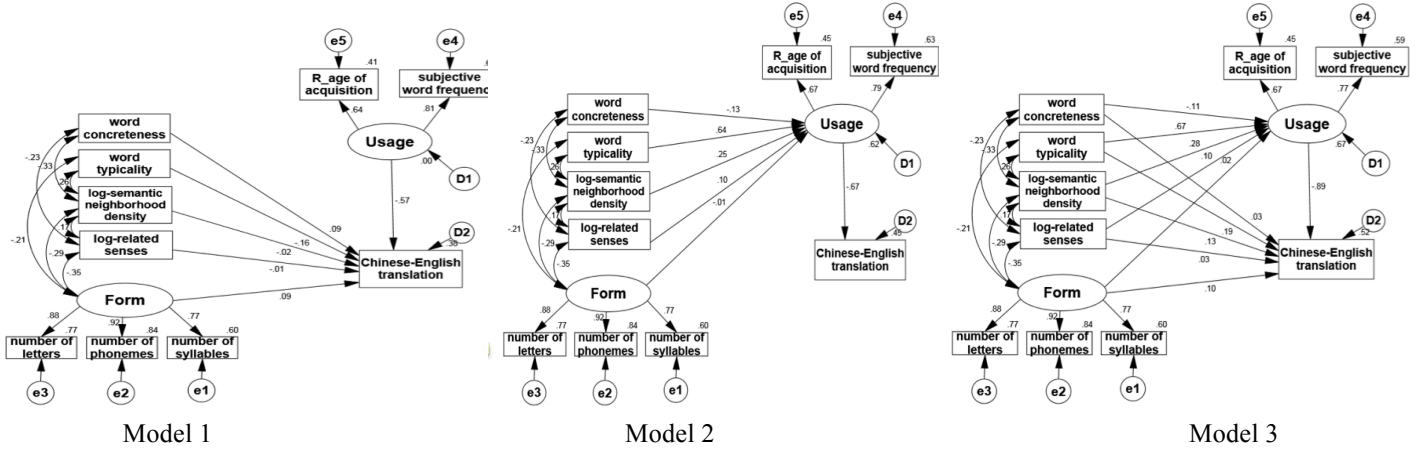 e5
e4
.41
R_age of
acquisition
subjective
word frequenc
.64
.81
Usage
.00
D1
word
concreteness
word
typicality
log-semantic
neighborhood
density
log-related
senses
-.23
-.33
.26
.17
-.21
-.29
-.35
-.57
.09
-.16
-.02
-.01
.09
D2
.38
Chinese-English
translation
Form
.88
.92
.77
.77
.84
.60
number of
letters
number of
phonemes
number of
syllables
e3
e2
e1
Model 1
e5
e4
.45
.63
R_age of
acquisition
subjective
word frequency
.67
.79
Usage
.62
D1
word
concreteness
word
typicality
log-semantic
neighborhood
density
log-related
senses
-.23
-.33
.26
.17
-.21
-.29
-.35
-.13
.64
.25
.10
-.01
-.67
D2
.45
Chinese-English
translation
Form
.88
.92
.77
.77
.84
.60
number of
letters
number of
phonemes
number of
syllables
e3
e2
e1
Model 2
e5
e4
.45
.59
R_age of
acquisition
subjective
word frequency
.67
.77
Usage
.67
D1
word
concreteness
word
typicality
log-semantic
neighborhood
density
log-related
senses
-.23
-.33
.26
.17
-.21
-.29
-.35
-.11
.67
.28
.10
.02
-.89
.03
.19
.13
.03
.10
D2
.52
Chinese-English
translation
Form
.88
.92
.77
.77
.84
.60
number of
letters
number of
phonemes
number of
syllables
e3
e2
e1
Model 3